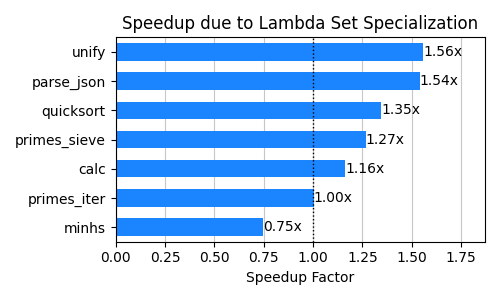 Speedup due to Lambda Set Specialization
unify 1.56x
parse_json 1.54x
quicksort 1.35x
primes_sieve 1.27x
calc 1.16x
primes_iter 1.00x
minhs 0.75x
0.00 0.25 0.50 0.75 1.00 1.25 1.50 1.75
Speedup Factor